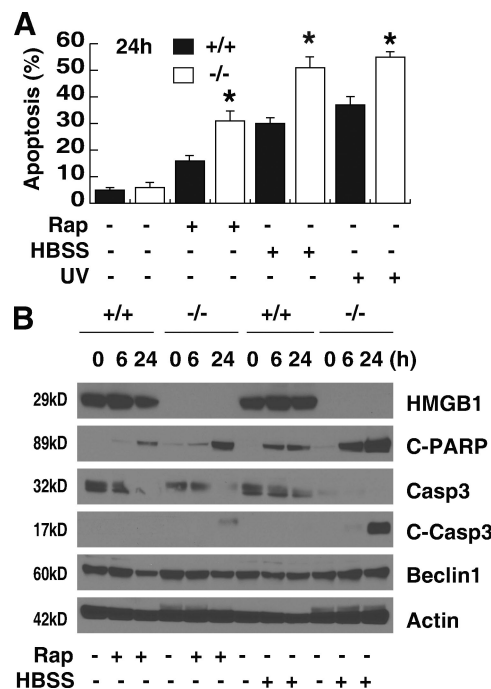 A
60
50
40
30
20
10
0
Apoptosis (%)
24h
+/+
-/-
*
*
*
Rap - - + + - - - -
HBSS - - - - + + - -
UV - - - - - - + +
B
+/+ -/- +/+ -/-
0 6 24 0 6 24 0 6 24 0 6 24 (h)
29kD HMGB1
89kD C-PARP
32kD Casp3
17kD C-Casp3
60kD Beclin1
42kD Actin
Rap - + + - + + - - - - - -
HBSS - - - - - - - + + - + +